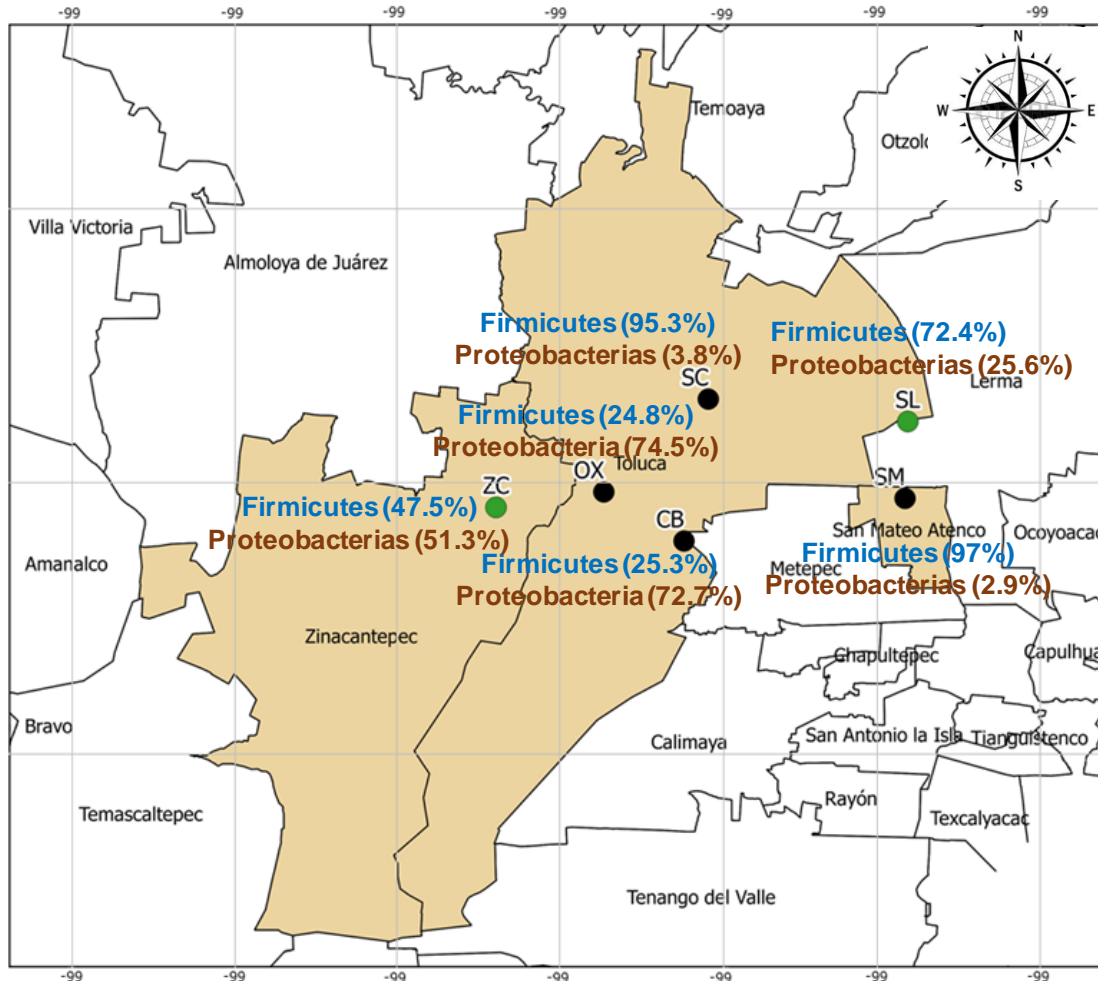 -99 -99 -99 -99 -99 -99 -99
N
W E
S
Temoaya
Otzolo
Villa Victoria
Almoloya de Juárez
Firmicutes (95.3%)
Proteobacterias (3.8%)
SC
Firmicutes (72.4%)
Proteobacterias (25.6%)
Lerma
SL
Firmicutes (24.8%)
Proteobacteria (74.5%)
Toluca
OX
ZC
Firmicutes (47.5%)
Proteobacterias (51.3%)
SM
San Mateo Atenco
Ocoyoacac
CB
Amanalco
Firmicutes (25.3%)
Proteobacteria (72.7%)
Metepec
Firmicutes (97%)
Proteobacterias (2.9%)
Zinacantepec
Chapultepec
Capulhua
Bravo
Calimaya
San Antonio la Isla
Tianguistenco
Temascaltepec
Rayón
Texcalyacac
Tenango del Valle
-99 -99 -99 -99 -99 -99 -99